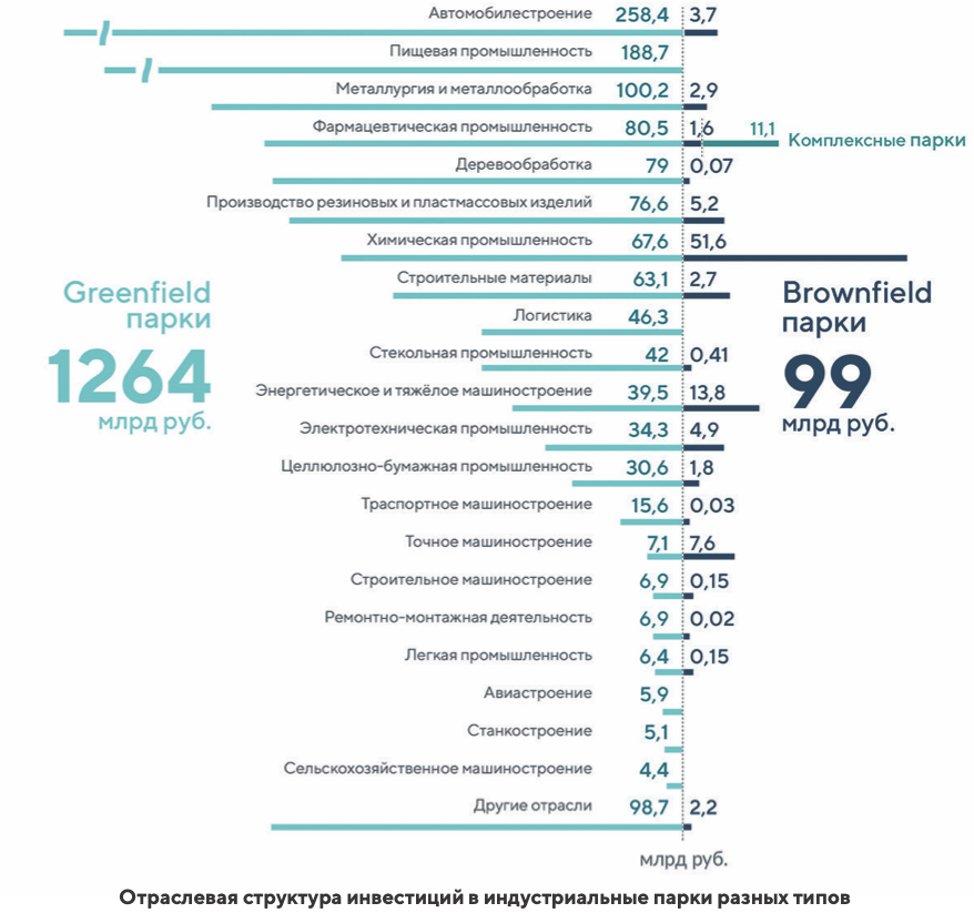 Автомобилестроение 258,4 3,7
Пищевая промышленность 188,7
Металлургия и металлообработка 100,2 2,9
Фармацевтическая промышленность 80,5 1,6 11,1
Комплексные парки
Деревообработка 79 0,07
Производство резиновых и пластмассовых изделий 76,6 5,2
Химическая промышленность 67,6 51,6
Строительные материалы 63,1 2,7
Greenfield
парки
1264
млрд руб.
Brownfield
парки
99
млрд руб.
Логистика 46,3
Стекольная промышленность 42 0,41
Энергетическое и тяжёлое машиностроение 39,5 13,8
Электротехническая промышленность 34,3 4,9
Целлюлозно-бумажная промышленность 30,6 1,8
Траспортное машиностроение 15,6 0,03
Точное машиностроение 7,1 7,6
Строительное машиностроение 6,9 0,15
Ремонтно-монтажная деятельность 6,9 0,02
Легкая промышленность 6,4 0,15
Авиастроение 5,9
Станкостроение 5,1
Сельскохозяйственное машиностроение 4,4
Другие отрасли 98,7 2,2
млрд руб.
Отраслевая структура инвестиций в индустриальные парки разных типов